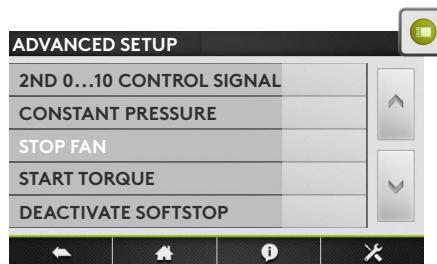 ADVANCED SETUP
2ND 0...10 CONTROL SIGNAL
CONSTANT PRESSURE
STOP FAN
START TORQUE
DEACTIVATE SOFTSTOP